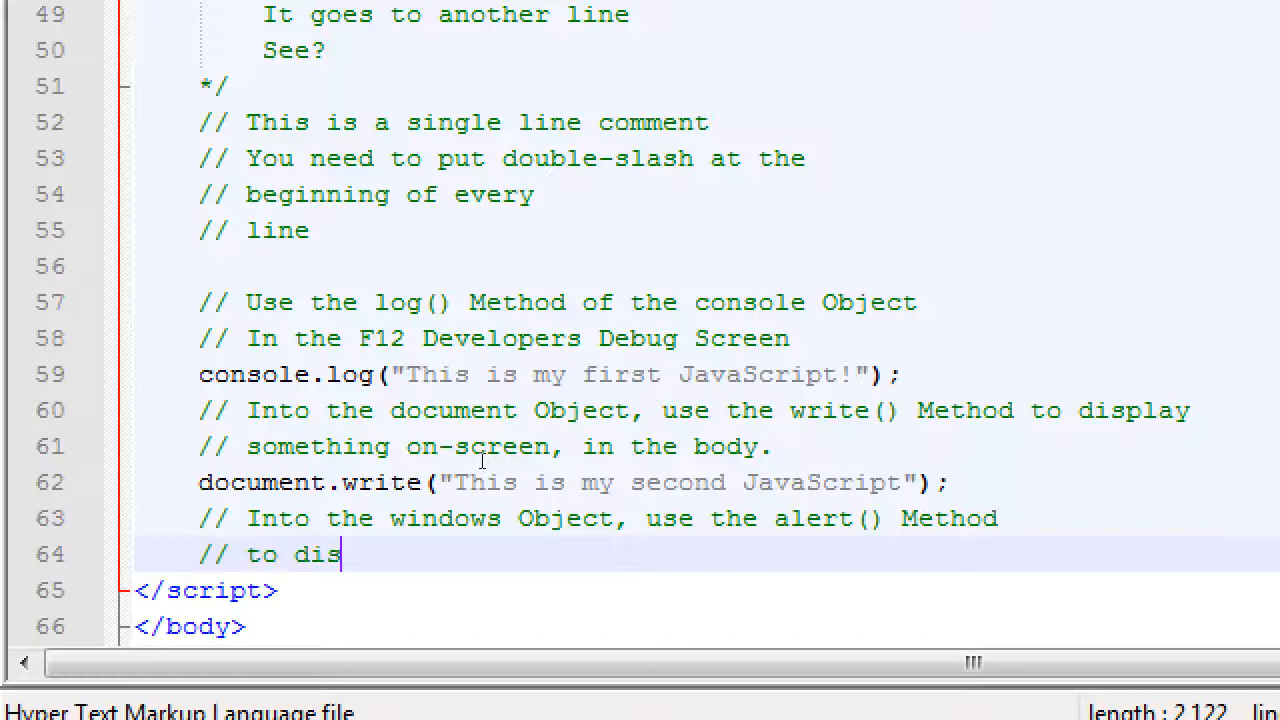 49 It goes to another line
50 See?
51 */
52 // This is a single line comment
53 // You need to put double-slash at the
54 // beginning of every
55 // line
56
57 // Use the log() Method of the console Object
58 // In the F12 Developers Debug Screen
59 console.log("This is my first JavaScript!");
60 // Into the document Object, use the write() Method to display
61 // something on-screen, in the body.
62 document.write("This is my second JavaScript");
63 // Into the windows Object, use the alert() Method
64 // to dis
65 </script>
66 </body>
Hyper Text Markup Language file length : 2,122 lin